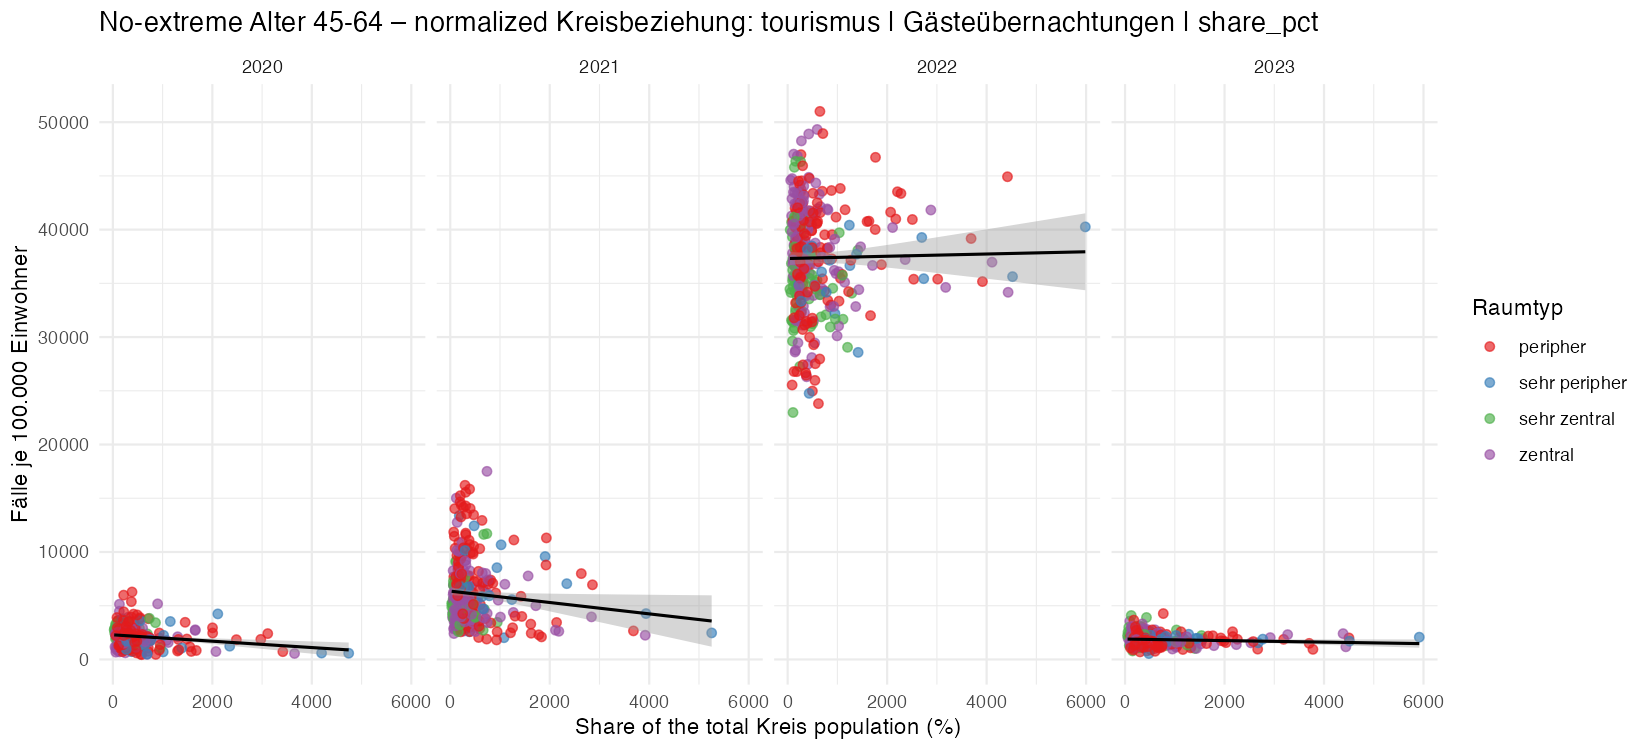 No-extreme Alter 45-64 – normalized Kreisbeziehung: tourismus | Gästeübernachtungen | share_pct
2020 2021 2022 2023
50000
40000
30000
20000
10000
0
Fälle je 100.000 Einwohner
0 2000 4000 6000 0 2000 4000 6000 0 2000 4000 6000 0 2000 4000 6000
Share of the total Kreis population (%)
Raumtyp
peripher
sehr peripher
sehr zentral
zentral